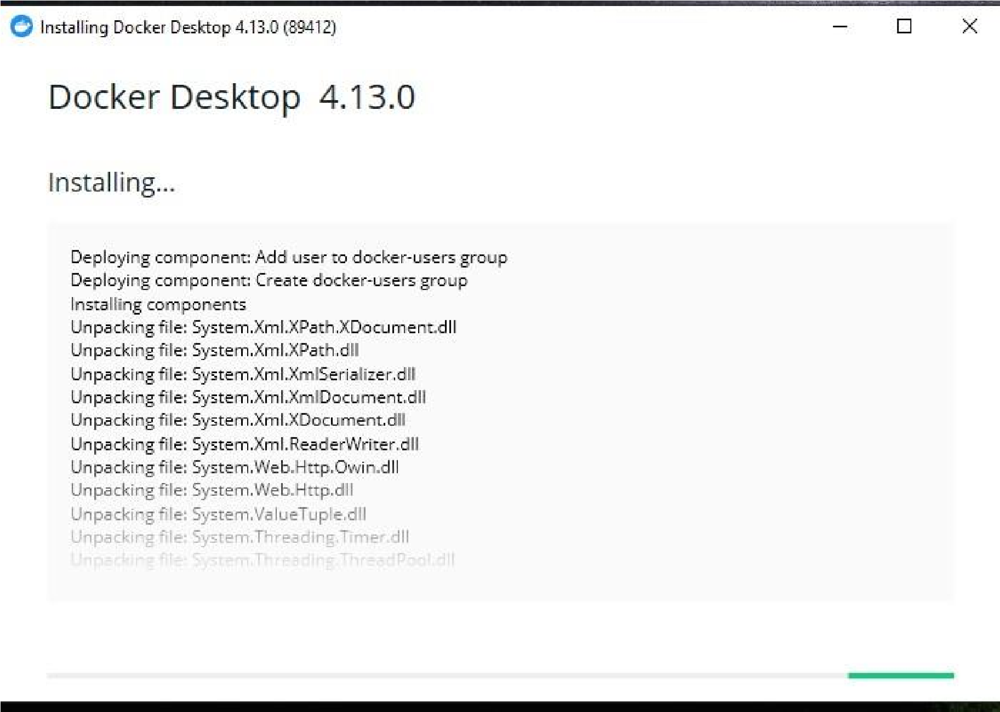 Installing Docker Desktop 4.13.0 (89412)
Docker Desktop 4.13.0
Installing...
Deploying component: Add user to docker-users group
Deploying component: Create docker-users group
Installing components
Unpacking file: System.Xml.XPath.XDocument.dll
Unpacking file: System.Xml.XPath.dll
Unpacking file: System.Xml.XmlSerializer.dll
Unpacking file: System.Xml.XmlDocument.dll
Unpacking file: System.Xml.XDocument.dll
Unpacking file: System.Xml.ReaderWriter.dll
Unpacking file: System.Web.Http.Owin.dll
Unpacking file: System.Web.Http.dll
Unpacking file: System.ValueTuple.dll
Unpacking file: System.Threading.Timer.dll
Unpacking file: System.Threading.ThreadPool.dll